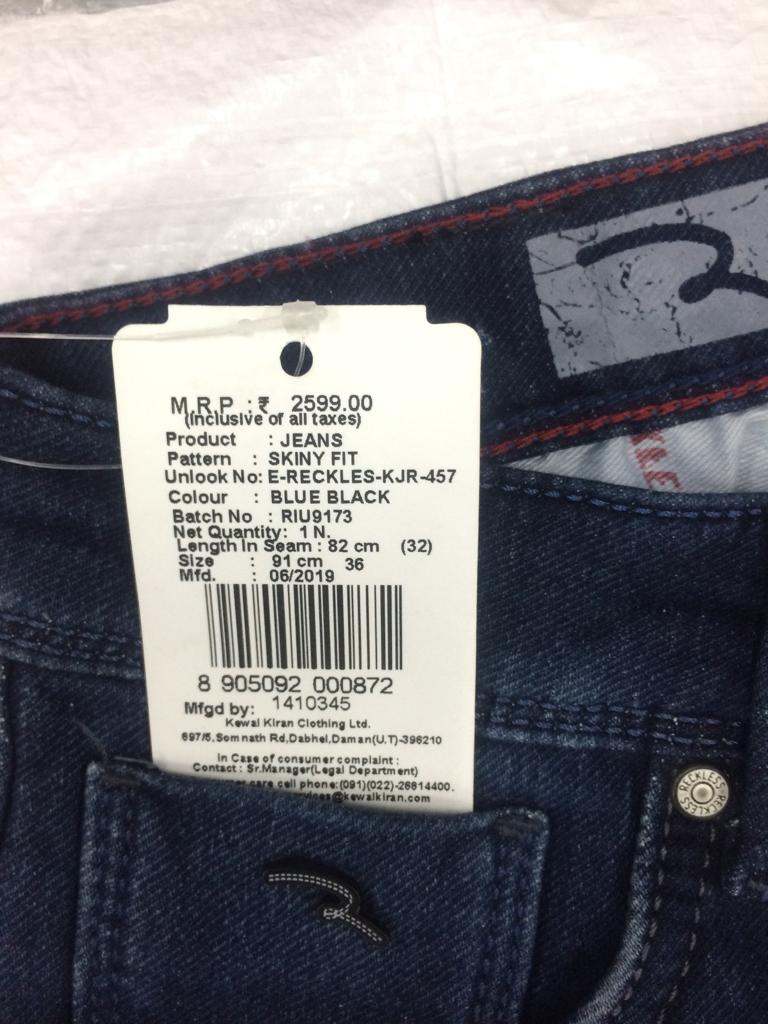 M.R.P : ₹ 2599.00
(Inclusive of all taxes)
Product : JEANS
Pattern : SKINY FIT
Unlook No: E-RECKLES-KJR-457
Colour : BLUE BLACK
Batch No : RIU9173
Net Quantity: 1 N.
Length In Seam : 82 cm (32)
Size : 91 cm 36
Mfd. : 06/2019
8 905092 000872
1410345
Mfgd by:
Kewal Kiran Clothing Ltd.
697/5, Somnath Rd,Dabhel,Daman(U.T)-396210
In Case of consumer complaint :
Contact : Sr.Manager(Legal Department)
care cell phone:(091)(022)-26814400.
@kewalkiran.com
RECKLESS RECKLESS